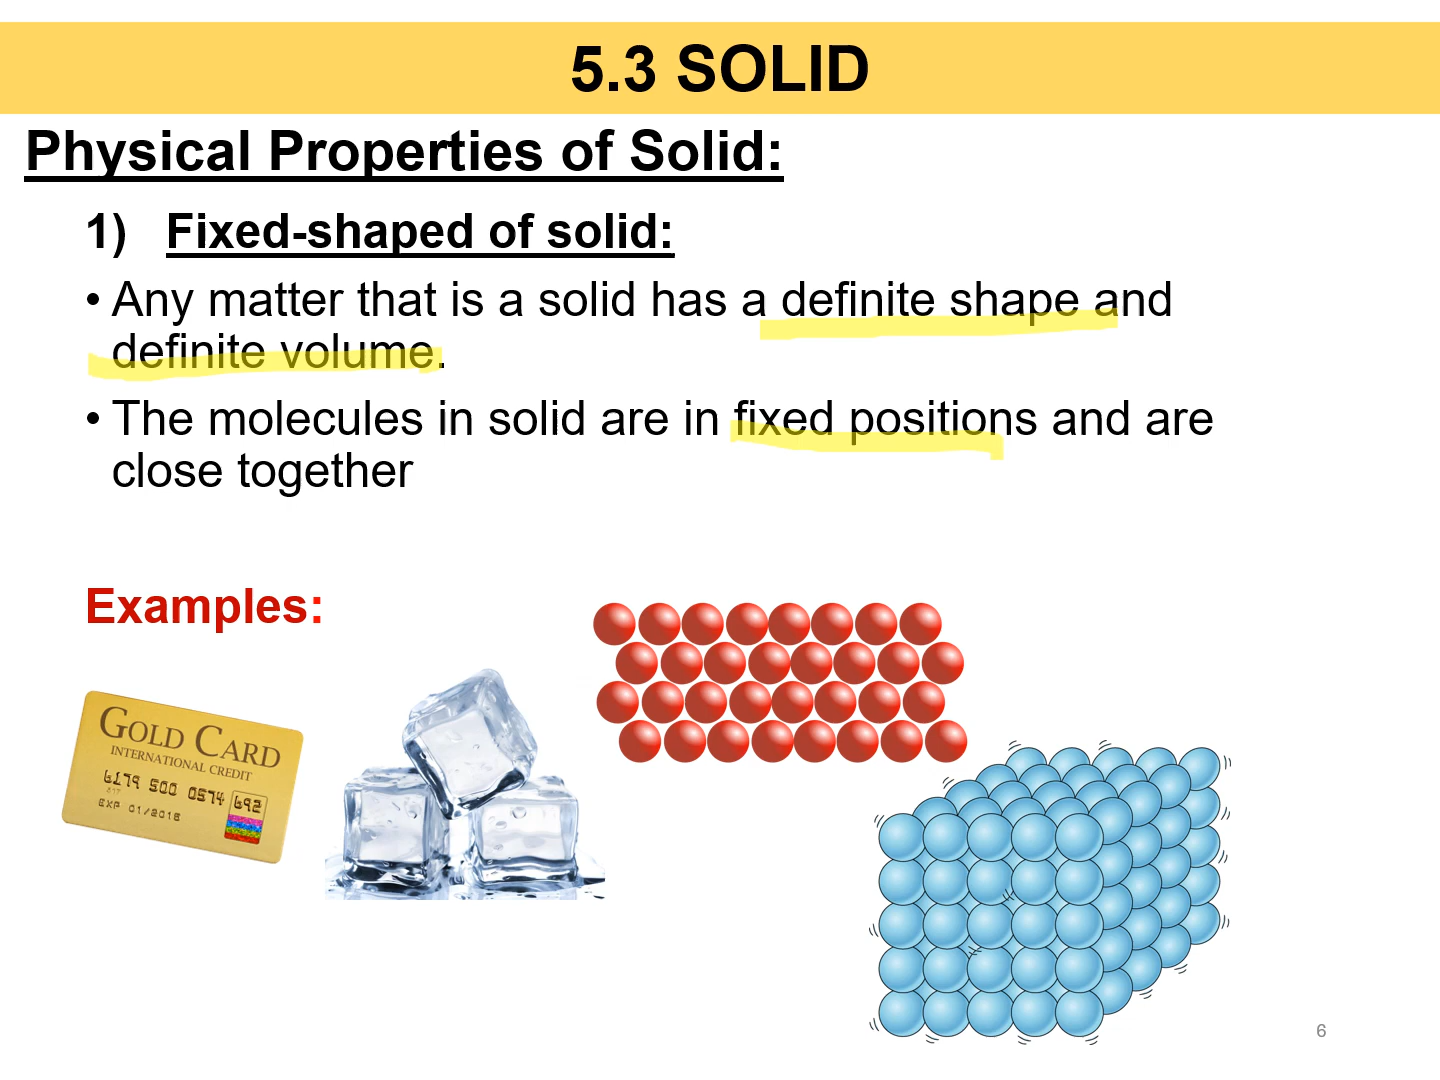 5.3 SOLID
Physical Properties of Solid:
1) Fixed-shaped of solid:
• Any matter that is a solid has a definite shape and
definite volume.
• The molecules in solid are in fixed positions and are
close together
Examples:
GOLD CARD
INTERNATIONAL CREDIT
6179 500 0574 692
EXP 01/2016
6